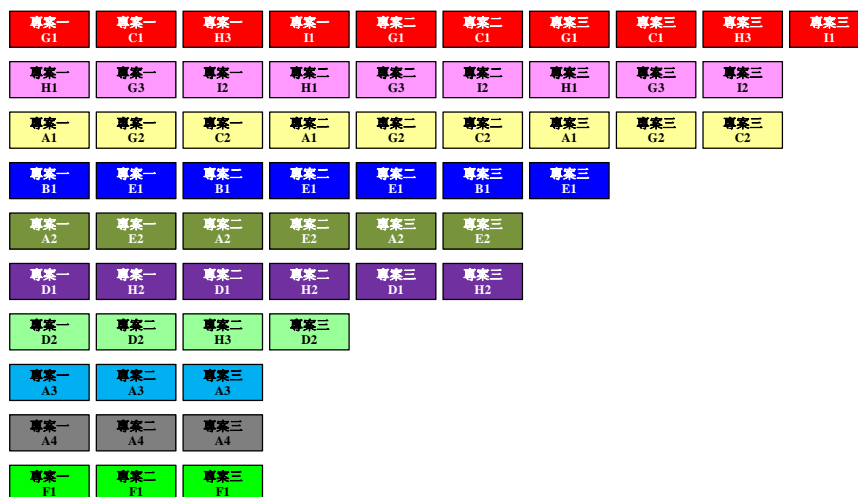 專案一 專案一 專案一 專案一 專案二 專案二 專案三 專案三 專案三 專案三
G1 C1 H3 I1 G1 C1 G1 C1 H3 I1
專案一 專案一 專案一 專案二 專案二 專案二 專案三 專案三 專案三
H1 G3 I2 H1 G3 I2 H1 G3 I2
專案一 專案一 專案一 專案二 專案二 專案二 專案三 專案三 專案三
A1 G2 C2 A1 G2 C2 A1 G2 C2
專案一 專案一 專案二 專案二 專案二 專案三 專案三
B1 E1 B1 E1 E1 B1 E1
專案一 專案一 專案二 專案二 專案三 專案三
A2 E2 A2 E2 A2 E2
專案一 專案一 專案二 專案二 專案三 專案三
D1 H2 D1 H2 D1 H2
專案一 專案二 專案二 專案三
D2 D2 H3 D2
專案一 專案二 專案三
A3 A3 A3
專案一 專案二 專案三
A4 A4 A4
專案一 專案二 專案三
F1 F1 F1